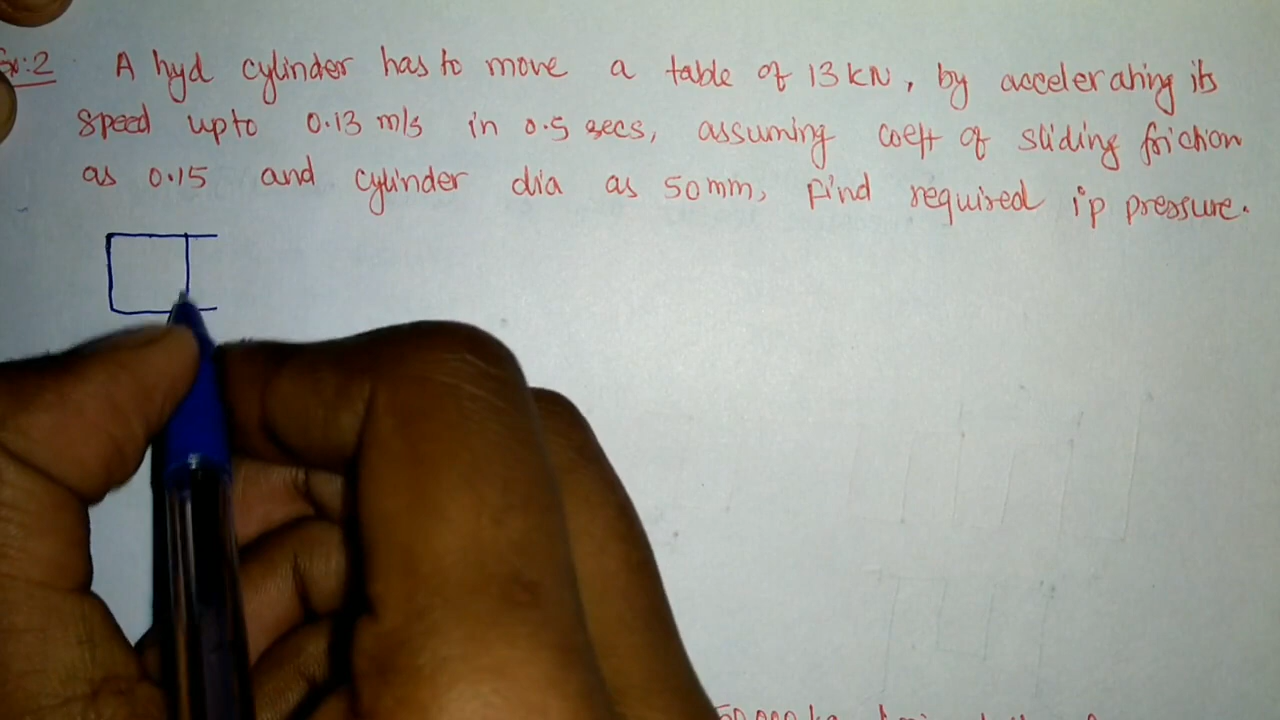 Ex:2 A hyd cylinder has to move a table of 13 kN, by accelerating its
speed upto 0.13 m/s in 0.5 secs, assuming coeft of sliding friction
as 0.15 and cylinder dia as 50mm, Find required i/p pressure.